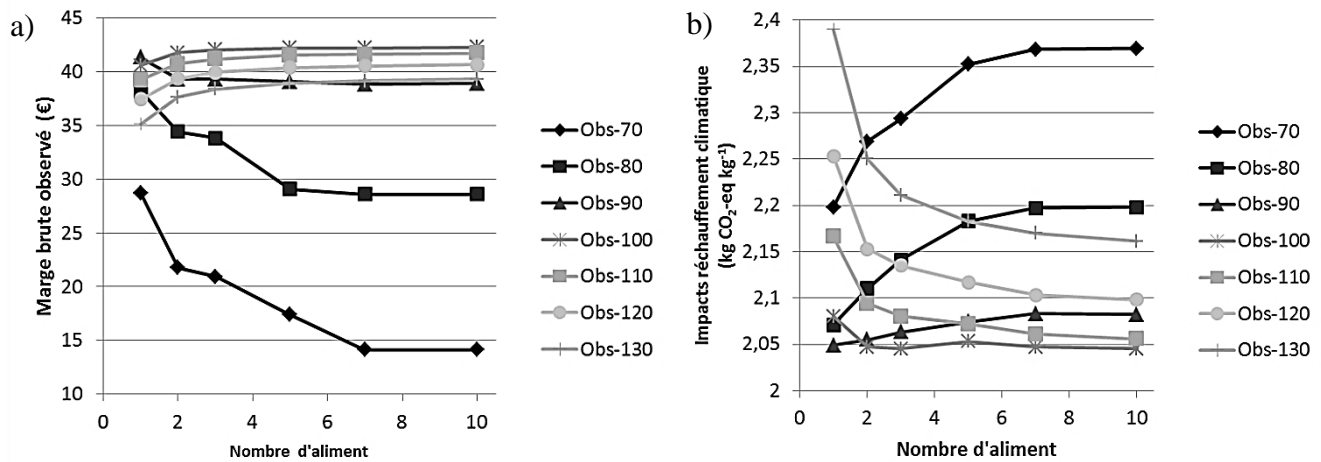 a)
Marge brute observé (€)
45
40
35
30
25
20
15
10
0
2
4
6
8
10
Nombre d'aliment
Obs-70
Obs-80
Obs-90
Obs-100
Obs-110
Obs-120
Obs-130
b)
Impacts réchauffement climatique
(kg CO₂-eq kg⁻¹)
2,4
2,35
2,3
2,25
2,2
2,15
2,1
2,05
2
0
2
4
6
8
10
Nombre d'aliment
Obs-70
Obs-80
Obs-90
Obs-100
Obs-110
Obs-120
Obs-130